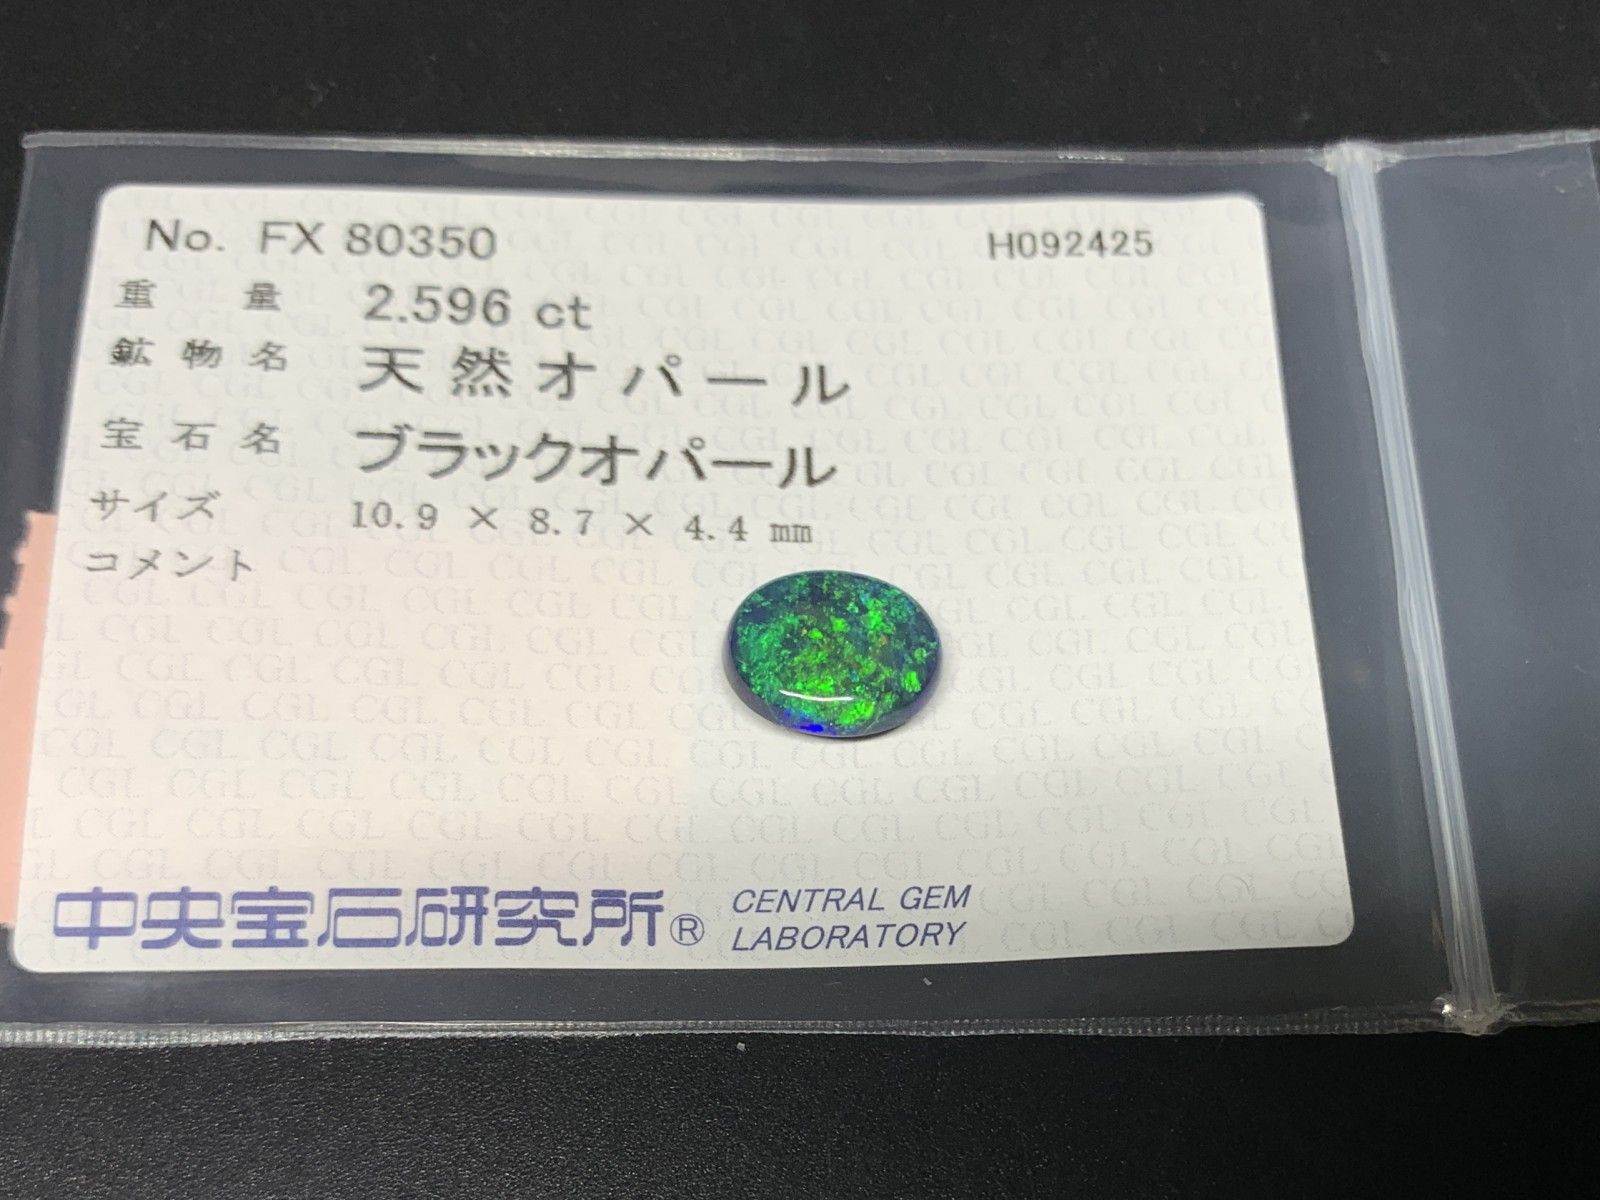 No. FX 80350 H092425
重量 2.596 ct
鉱物名 天然オパール
宝石名 ブラックオパール
サイズ 10.9 × 8.7 × 4.4 mm
コメント
中央宝石研究所® CENTRAL GEM
LABORATORY